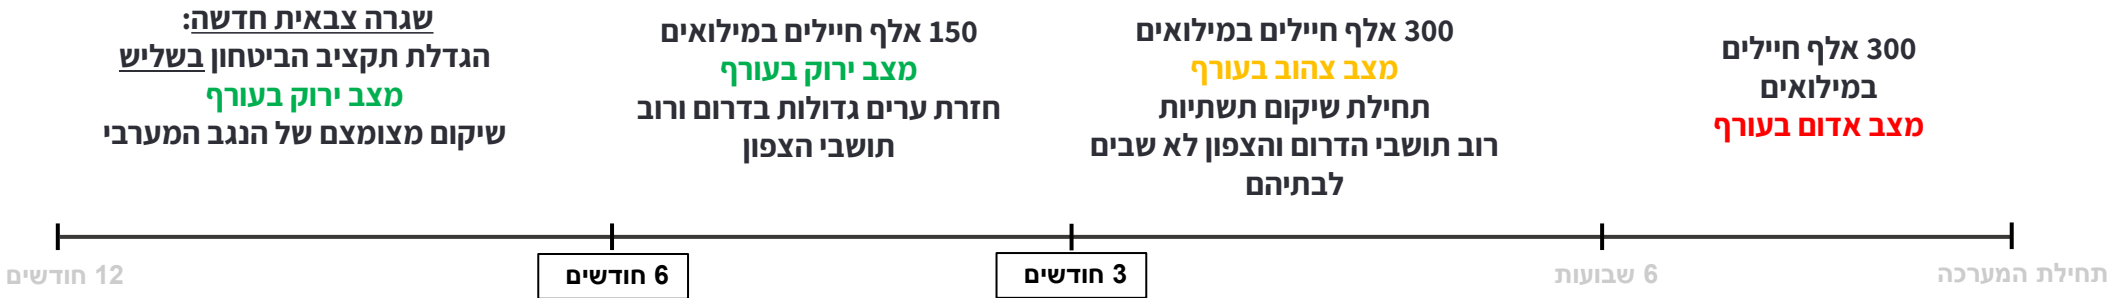 300 אלף חיילים
במילואים
מצב אדום בעורף
300 אלף חיילים במילואים
מצב צהוב בעורף
תחילת שיקום תשתיות
רוב תושבי הדרום והצפון לא שבים
לבתיהם
150 אלף חיילים במילואים
מצב ירוק בעורף
חזרת ערים גדולות בדרום ורוב
תושבי הצפון
שגרה צבאית חדשה:
הגדלת תקציב הביטחון בשליש
מצב ירוק בעורף
שיקום מצומצם של הנגב המערבי
תחילת המערכה
6 שבועות
3 חודשים
6 חודשים
12 חודשים